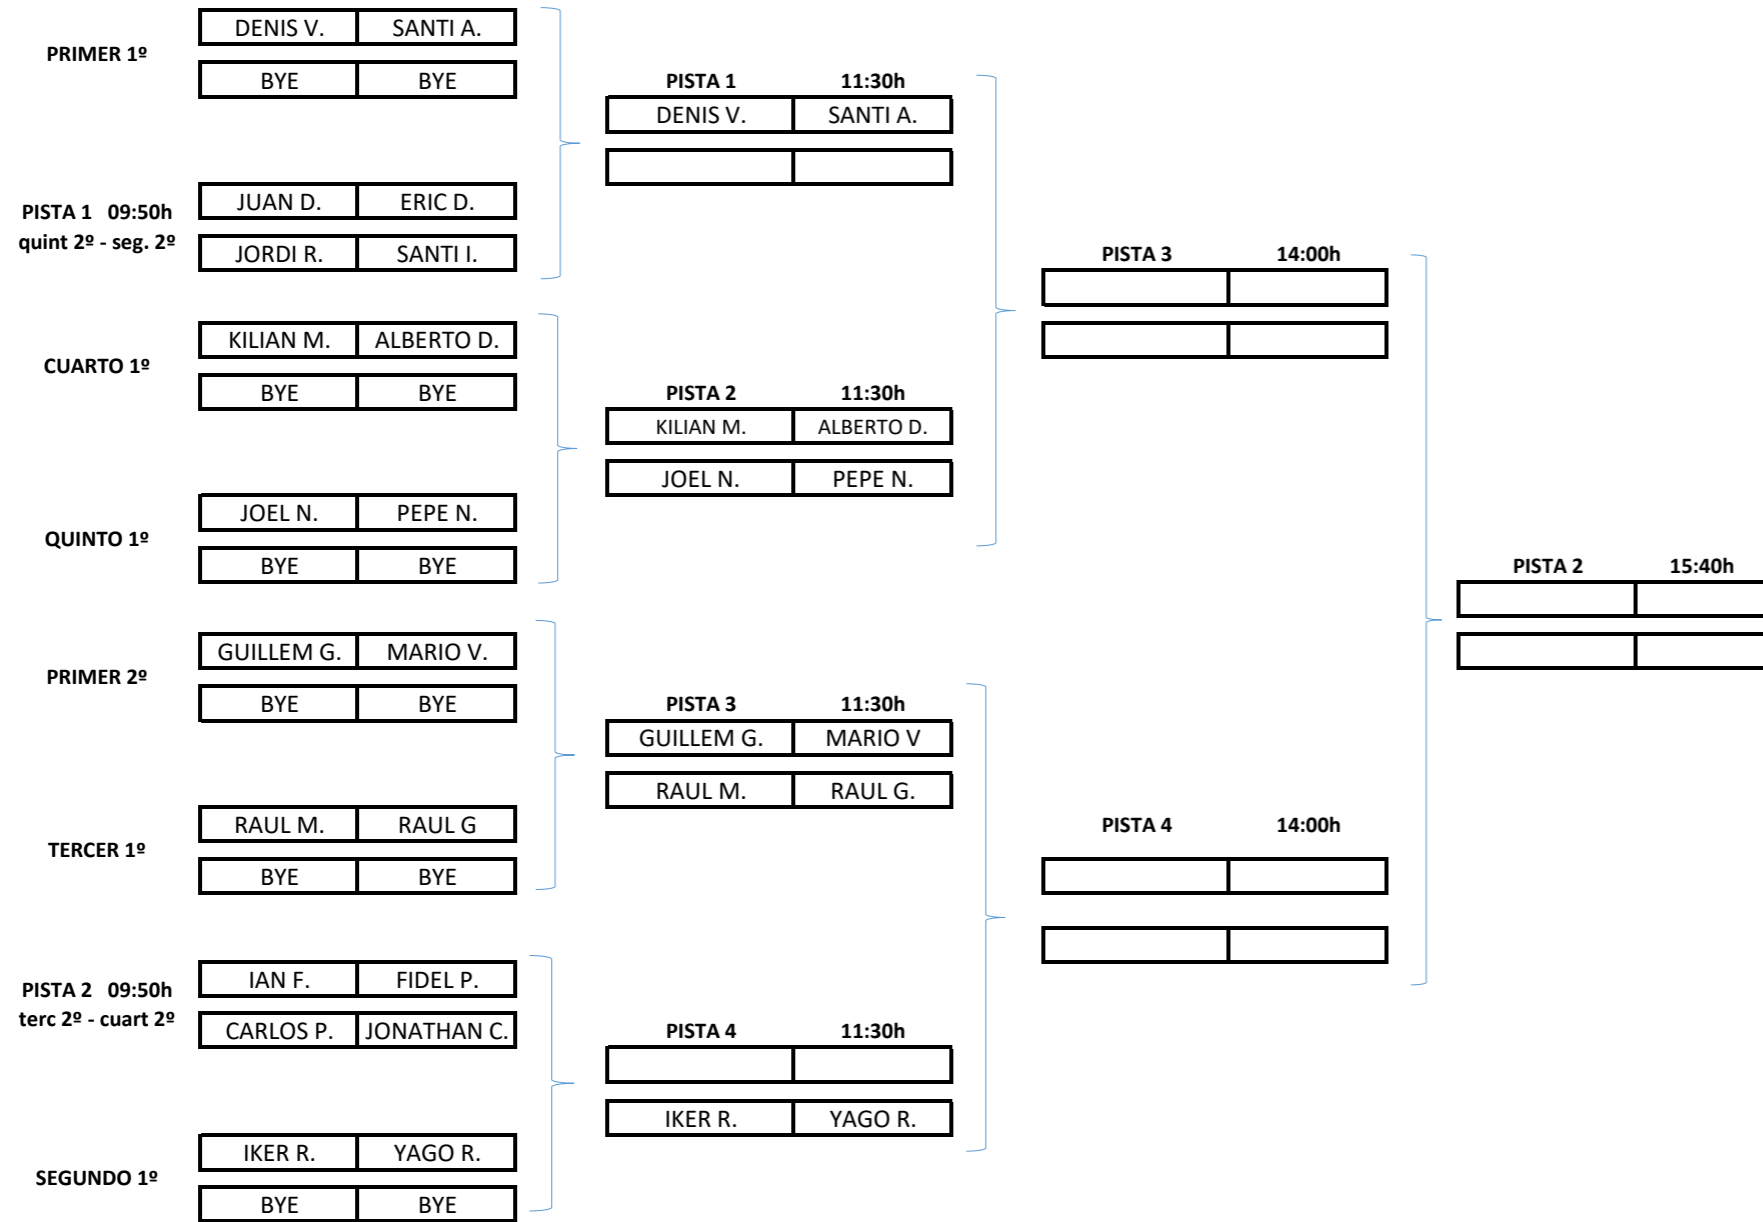 DENIS V. SANTI A.
PRIMER 1º
BYE BYE
PISTA 1 11:30h
DENIS V. SANTI A.
JUAN D. ERIC D.
PISTA 1 09:50h
quint 2º - seg. 2º
JORDI R. SANTI I.
PISTA 3 14:00h
KILIAN M. ALBERTO D.
CUARTO 1º
BYE BYE
PISTA 2 11:30h
KILIAN M. ALBERTO D.
JOEL N. PEPE N.
JOEL N. PEPE N.
QUINTO 1º
BYE BYE
PISTA 2 15:40h
GUILLEM G. MARIO V.
PRIMER 2º
BYE BYE
PISTA 3 11:30h
GUILLEM G. MARIO V
RAUL M. RAUL G.
RAUL M. RAUL G
TERCER 1º
BYE BYE
PISTA 4 14:00h
IAN F. FIDEL P.
PISTA 2 09:50h
terc 2º - cuart 2º
CARLOS P. JONATHAN C.
PISTA 4 11:30h
IKER R. YAGO R.
IKER R. YAGO R.
SEGUNDO 1º
BYE BYE